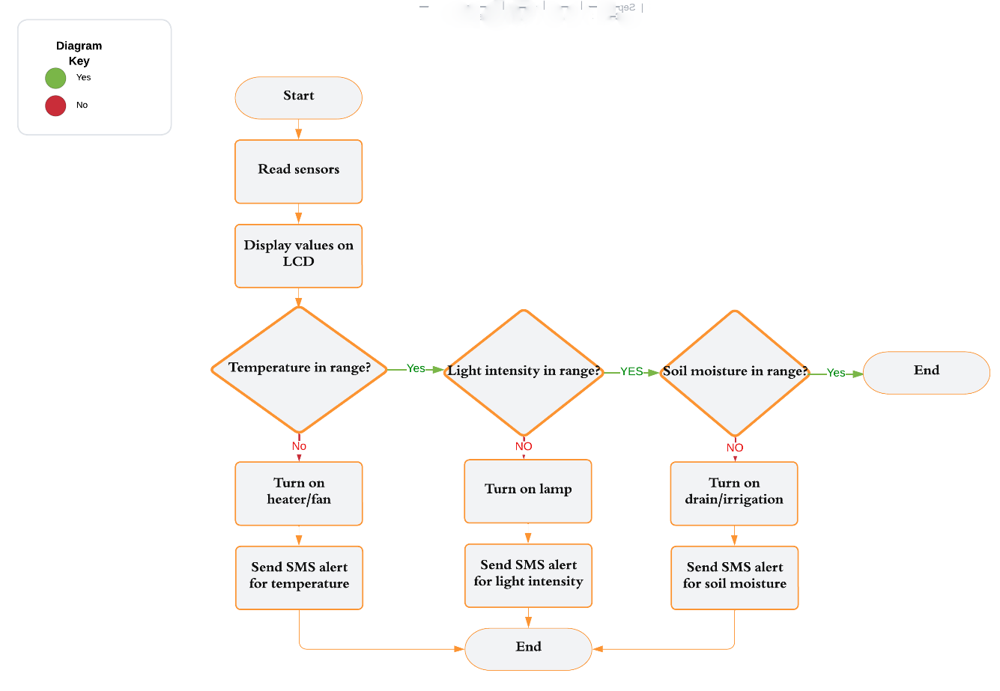 Diagram
Key
Yes
No
Start
Read sensors
Display values on
LCD
Temperature in range?
Yes
Light intensity in range?
YES
Soil moisture in range?
Yes
End
No
NO
NO
Turn on
heater/fan
Turn on lamp
Turn on
drain/irrigation
Send SMS alert
for temperature
Send SMS alert
for light intensity
Send SMS alert
for soil moisture
End